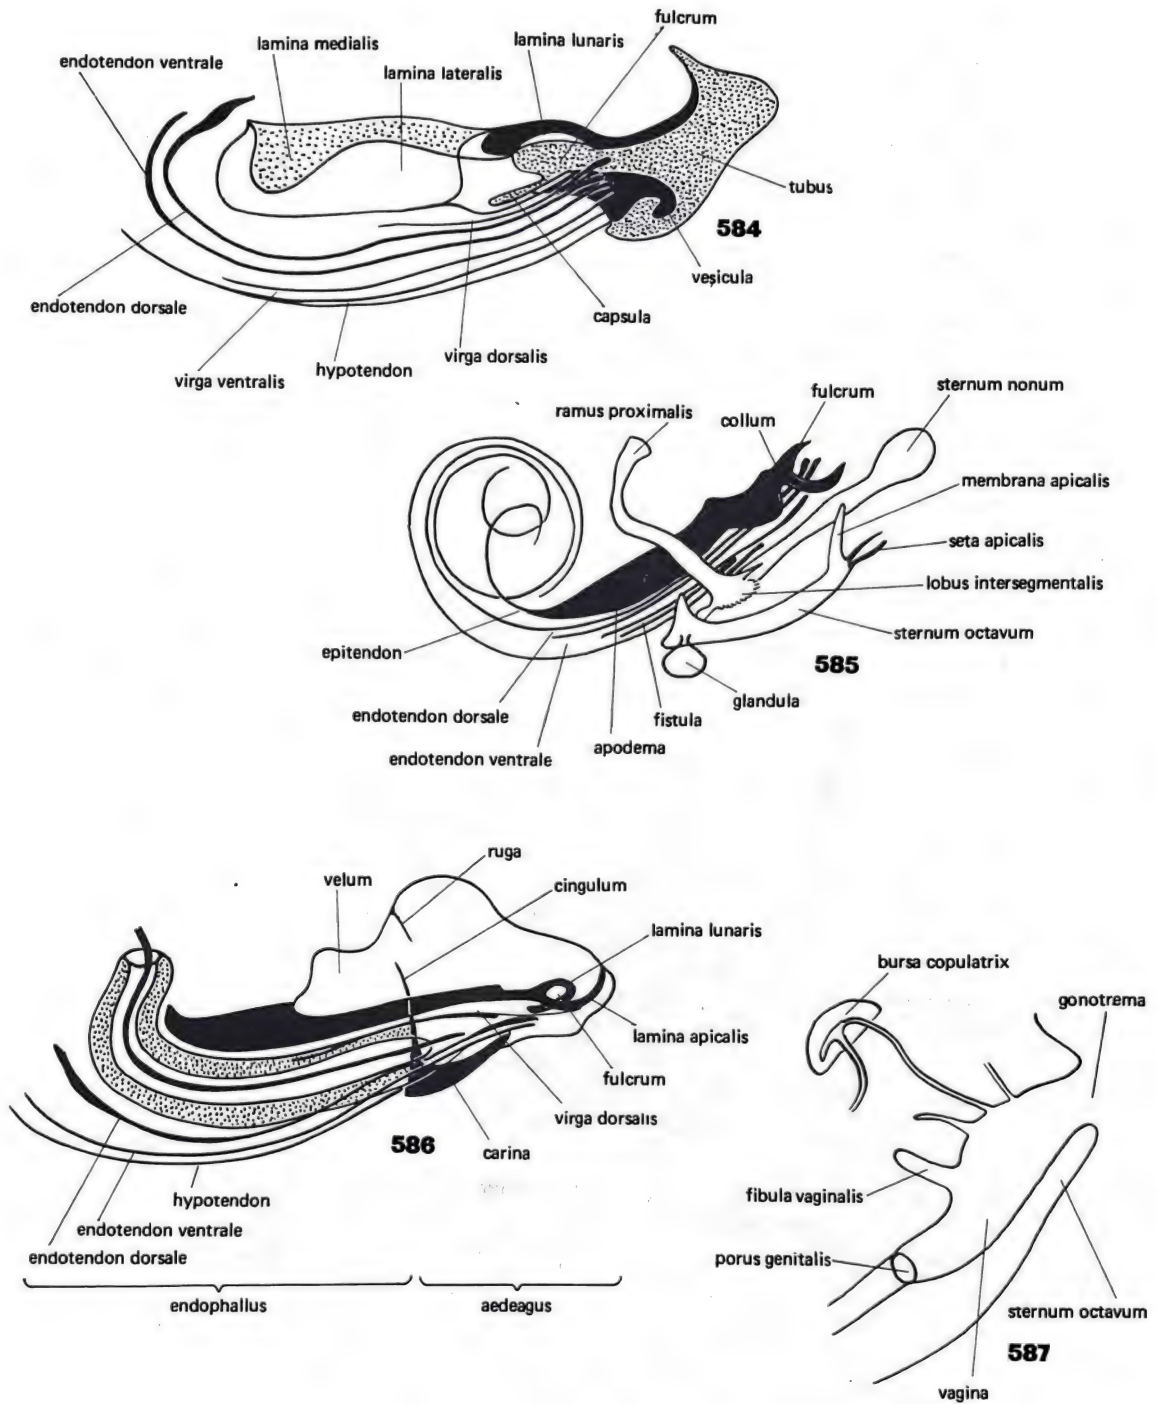 fulcrum
lamina medialis
lamina lunaris
endotendon ventrale
lamina lateralis
tubus
584
vesicula
endotendon dorsale
capsula
virga dorsalis
hypotendon
virga ventralis
sternum nonum
fulcrum
ramus proximalis
collum
membrana apicalis
seta apicalis
lobus intersegmentalis
sternum octavum
epitendon
585
glandula
endotendon dorsale
fistula
apodema
endotendon ventrale
ruga
velum
cingulum
lamina lunaris
lamina apicalis
fulcrum
virga dorsalis
586
carina
hypotendon
endotendon ventrale
endotendon dorsale
endophallus
aedeagus
bursa copulatrix
gonotrema
fibula vaginalis
porus genitalis
sternum octavum
587
vagina